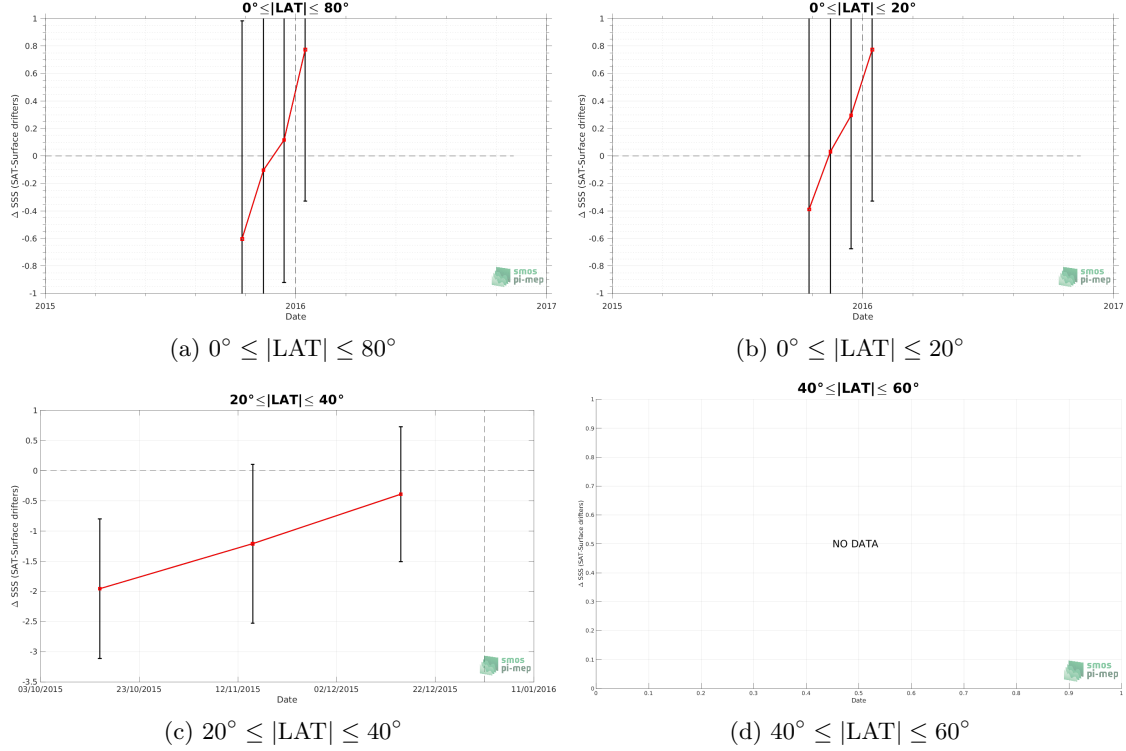 0°≤|LAT|≤ 80°
1
0.8
0.6
0.4
0.2
0
-0.2
-0.4
-0.6
-0.8
-1
Δ SSS (SAT-Surface drifters)
2015
2016
2017
Date
smos
pi-mep
(a) 0° ≤ |LAT| ≤ 80°
0°≤|LAT|≤ 20°
1
0.8
0.6
0.4
0.2
0
-0.2
-0.4
-0.6
-0.8
-1
Δ SSS (SAT-Surface drifters)
2015
2016
2017
Date
smos
pi-mep
(b) 0° ≤ |LAT| ≤ 20°
20°≤|LAT|≤ 40°
1
0.5
0
-0.5
-1
-1.5
-2
-2.5
-3
-3.5
Δ SSS (SAT-Surface drifters)
03/10/2015
23/10/2015
12/11/2015
02/12/2015
22/12/2015
11/01/2016
Date
smos
pi-mep
(c) 20° ≤ |LAT| ≤ 40°
40°≤|LAT|≤ 60°
1
0.9
0.8
0.7
0.6
0.5
0.4
0.3
0.2
0.1
0
Δ SSS (SAT-Surface drifters)
NO DATA
0
0.1
0.2
0.3
0.4
0.5
0.6
0.7
0.8
0.9
1
Date
smos
pi-mep
(d) 40° ≤ |LAT| ≤ 60°